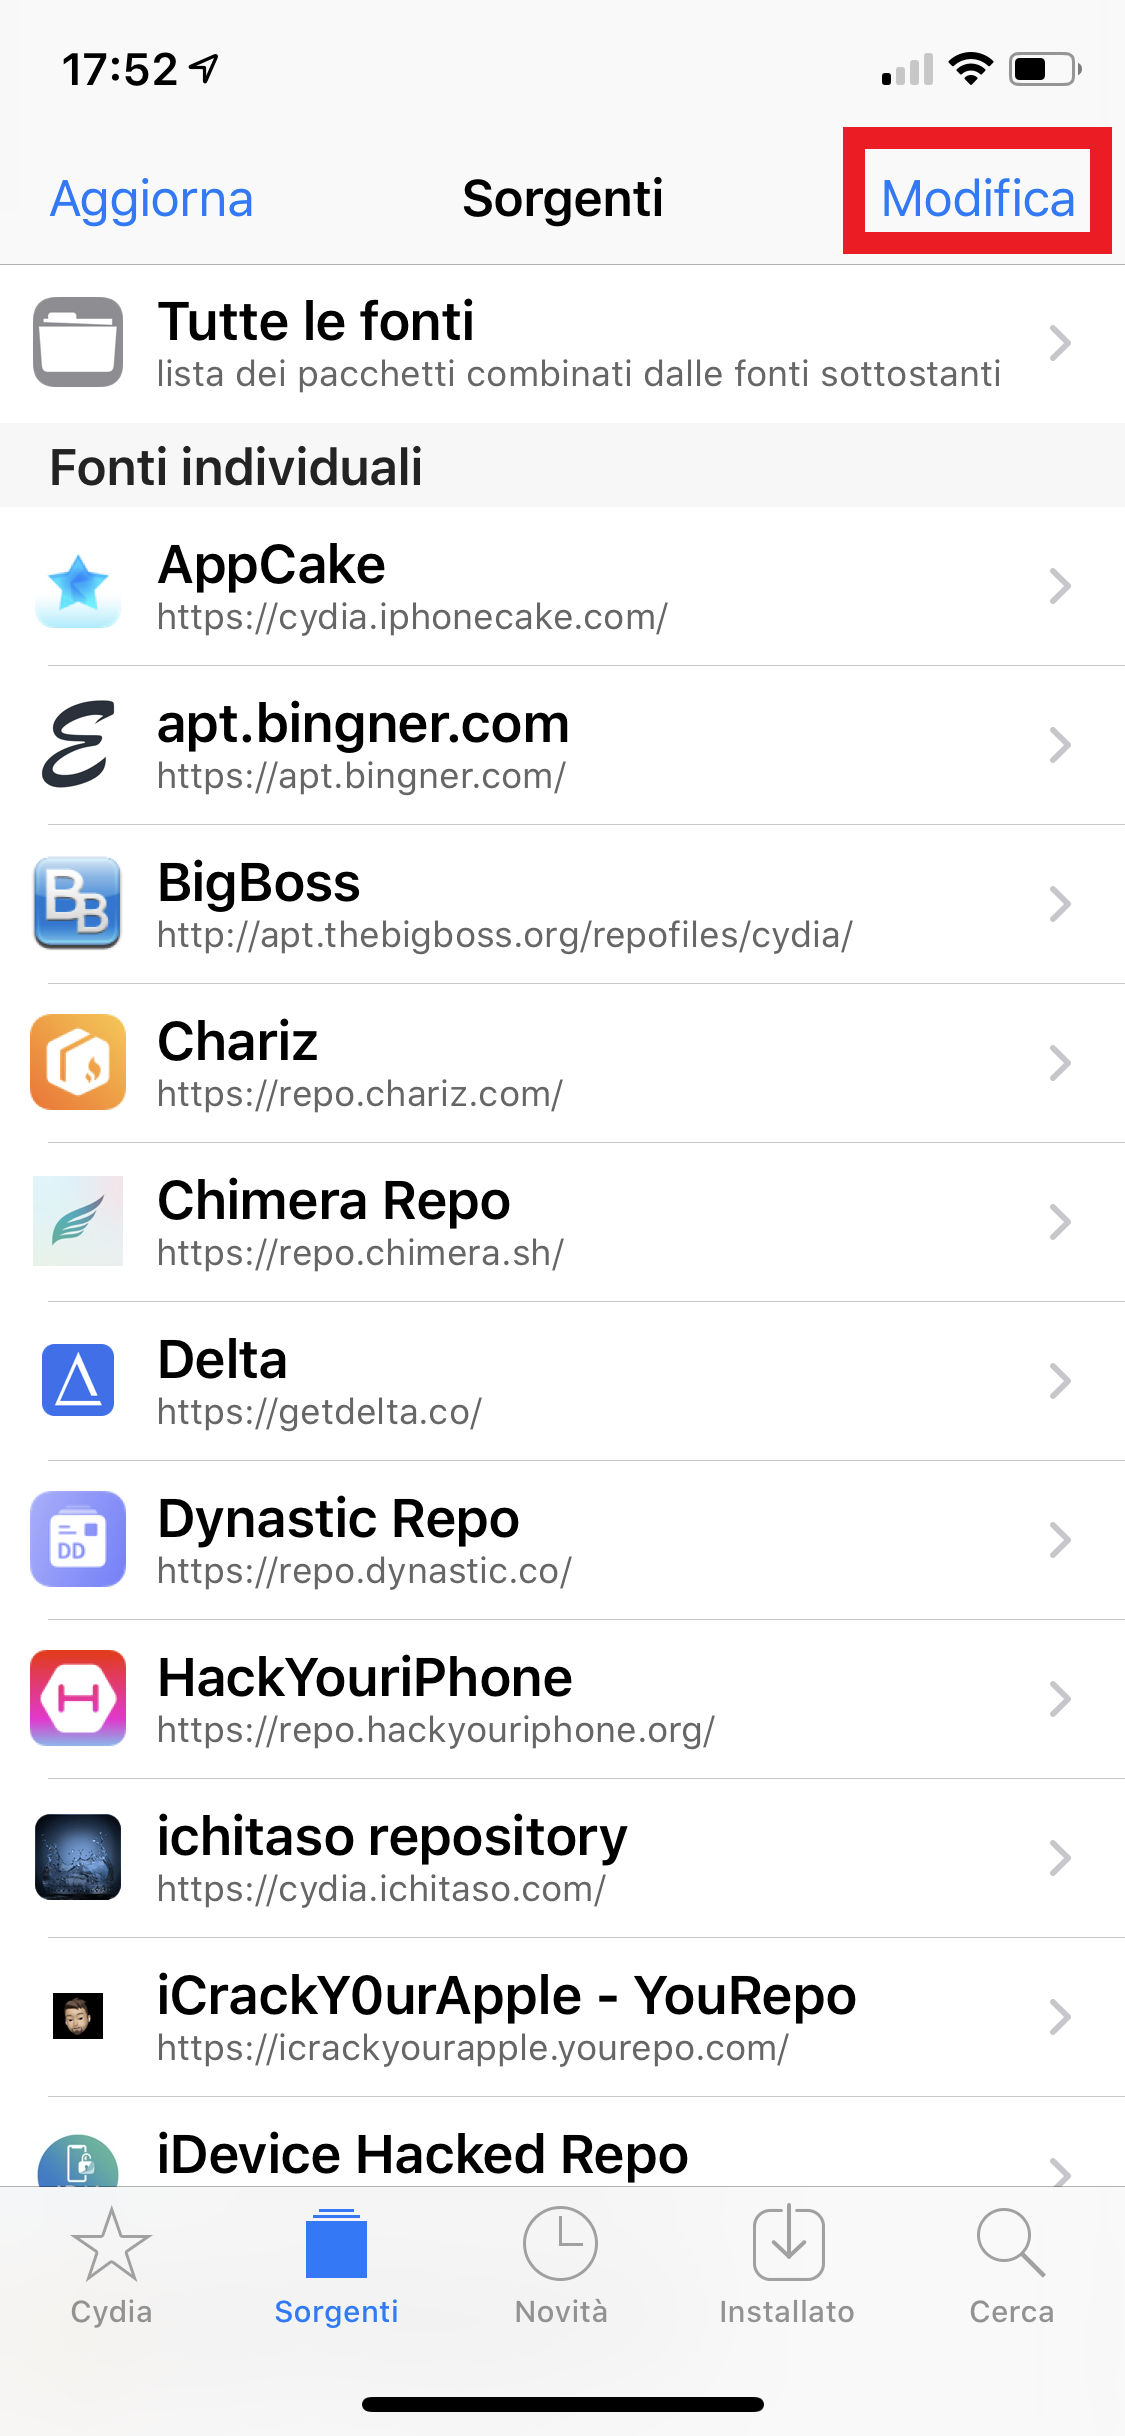 17:52
Aggiorna
Sorgenti
Modifica
Tutte le fonti
lista dei pacchetti combinati dalle fonti sottostanti
Fonti individuali
AppCake
https://cydia.iphonecake.com/
apt.bingner.com
https://apt.bingner.com/
BB
BigBoss
http://apt.thebigboss.org/repofiles/cydia/
Chariz
https://repo.chariz.com/
Chimera Repo
https://repo.chimera.sh/
Delta
https://getdelta.co/
DD
Dynastic Repo
https://repo.dynastic.co/
H
HackYouriPhone
https://repo.hackyouriphone.org/
ichitaso repository
https://cydia.ichitaso.com/
iCrackY0urApple - YouRepo
https://icrackyourapple.yourepo.com/
iDevice Hacked Repo
Cydia
Sorgenti
Novità
Installato
Cerca